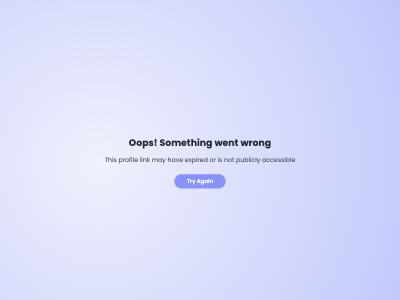 Oops! Something went wrong
This profile link may have expired or is not publicly accessible
Try Again